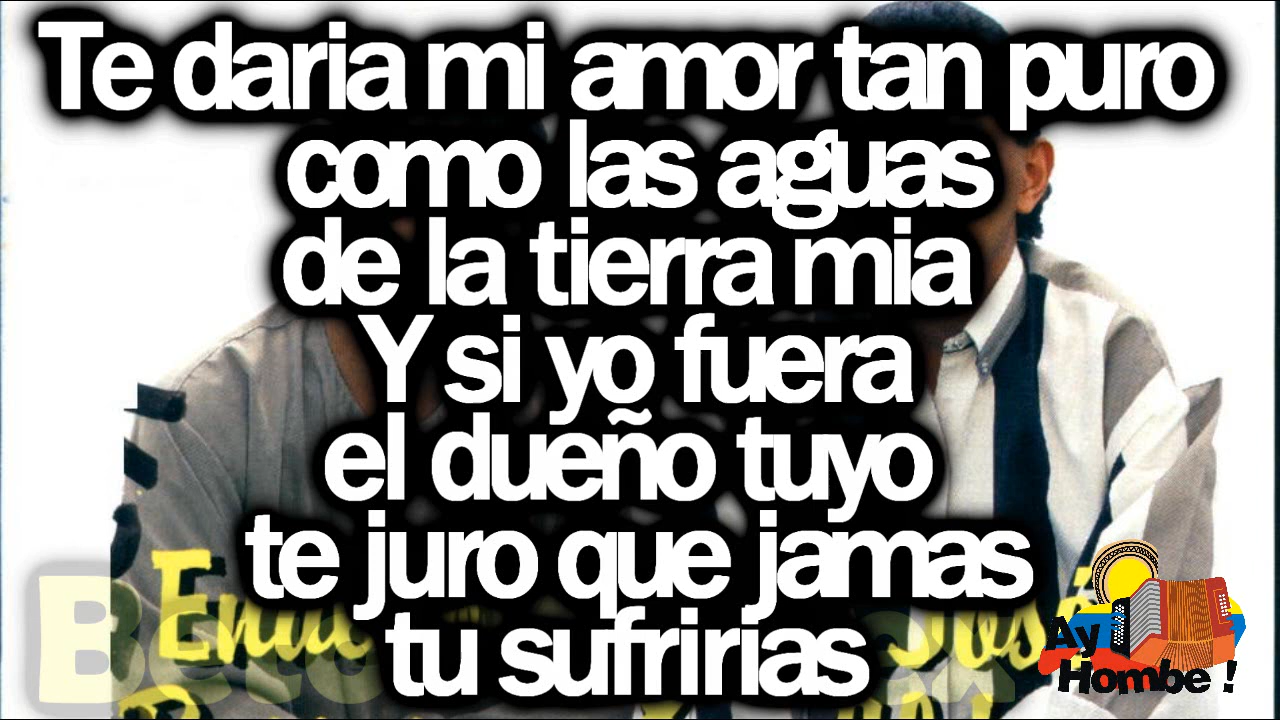 Te daria mi amor tan puro
como las aguas
de la tierra mia
Y si yo fuera
el dueño tuyo
te juro que jamas
tu sufririas
José
Ay
Hombe !